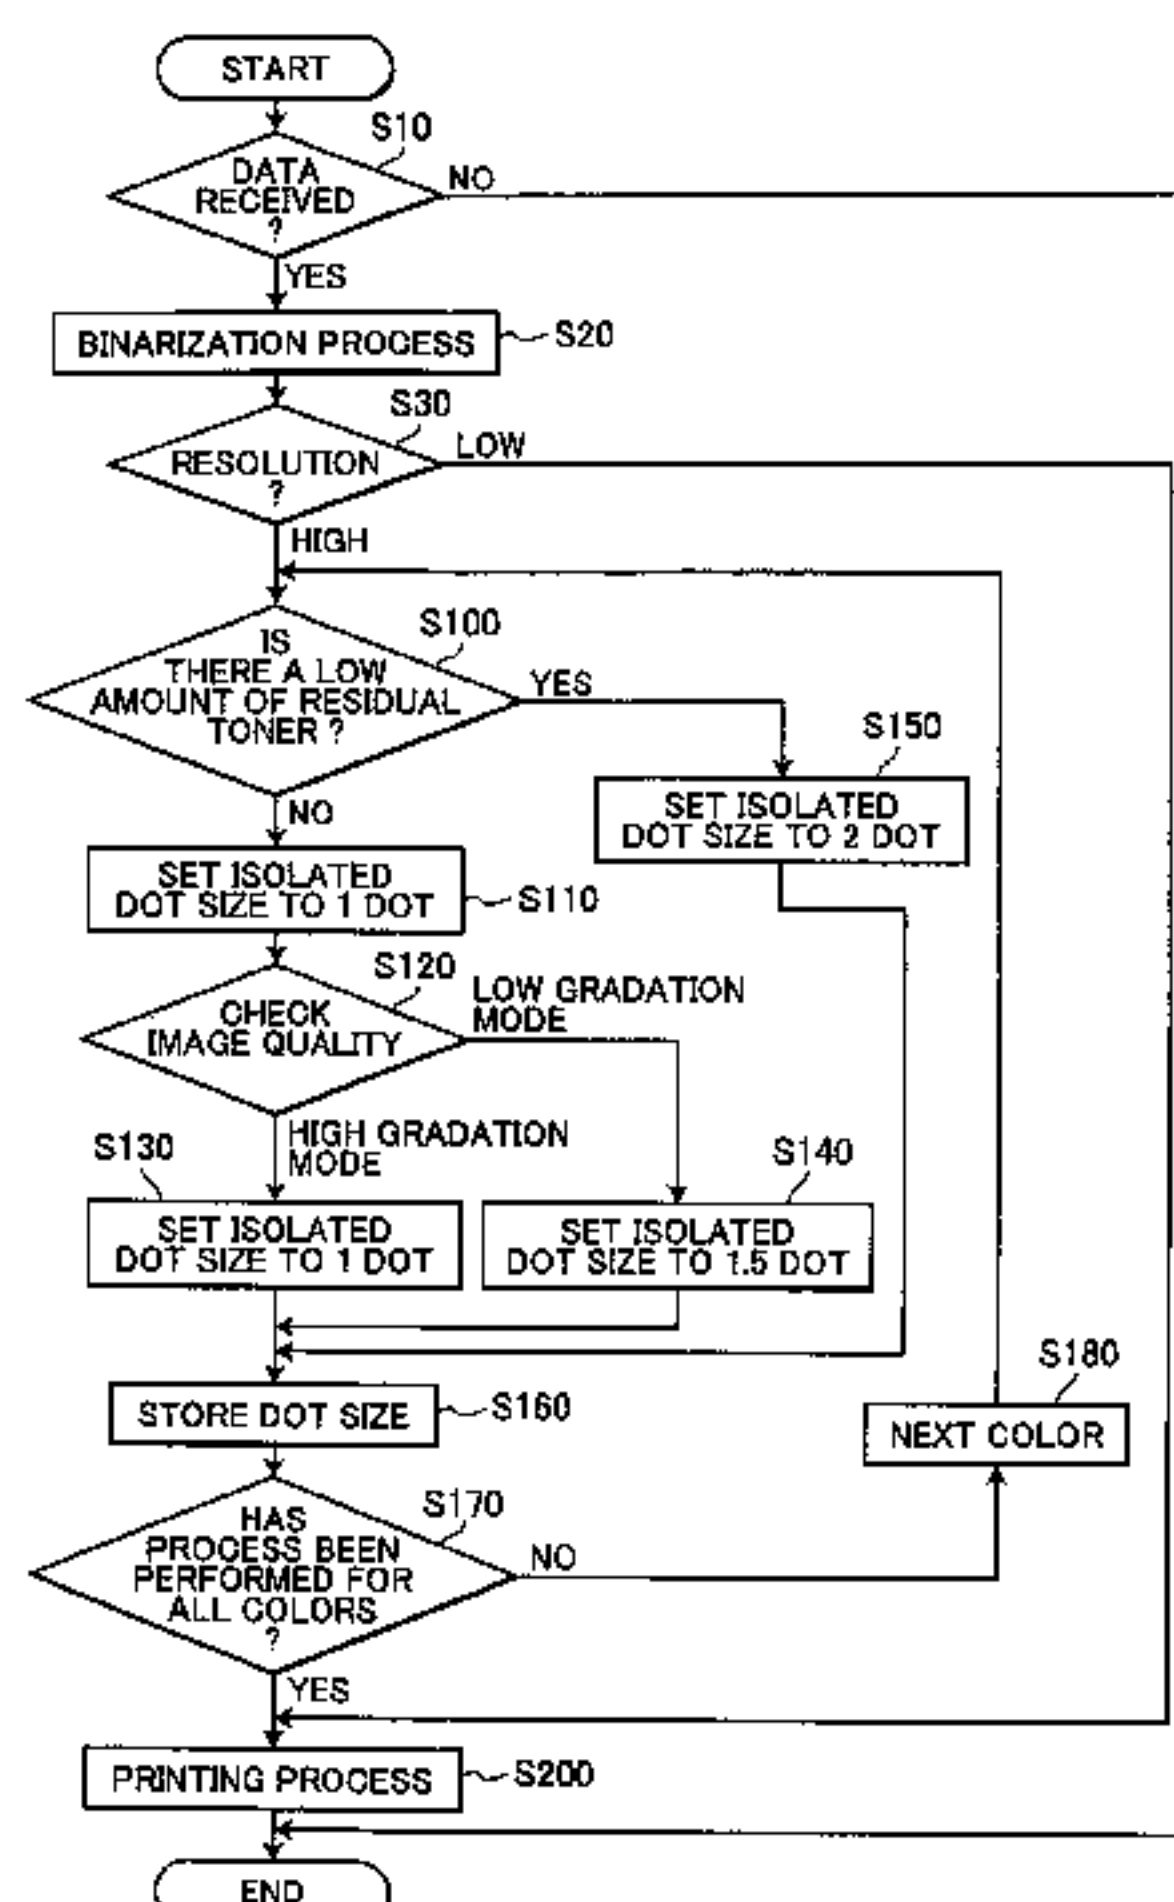 START
S10
DATA
RECEIVED
?
NO
YES
BINARIZATION PROCESS
S20
S30
RESOLUTION
?
LOW
HIGH
S100
IS
THERE A LOW
AMOUNT OF RESIDUAL
TONER ?
YES
S150
SET ISOLATED
DOT SIZE TO 2 DOT
NO
SET ISOLATED
DOT SIZE TO 1 DOT
S110
S120
CHECK
IMAGE QUALITY
LOW GRADATION
MODE
HIGH GRADATION
MODE
S130
SET ISOLATED
DOT SIZE TO 1 DOT
S140
SET ISOLATED
DOT SIZE TO 1.5 DOT
STORE DOT SIZE
S160
S180
NEXT COLOR
S170
HAS
PROCESS BEEN
PERFORMED FOR
ALL COLORS
?
NO
YES
PRINTING PROCESS
S200
END